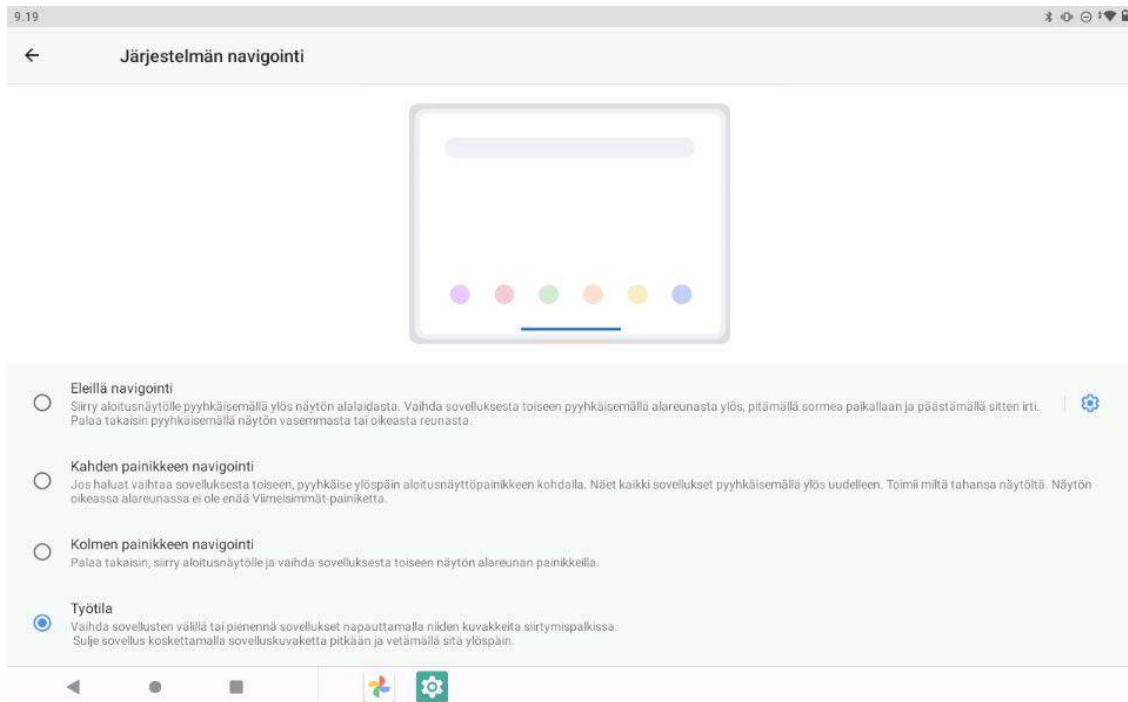 9.19
Järjestelmän navigointi
Eleillä navigointi
Siirry aloitusnäytölle pyyhkäisemällä ylös näytön alalaidasta. Vaihda sovelluksesta toiseen pyyhkäisemällä alareunasta ylös, pitämällä sormea paikallaan ja päästämällä sitten irti.
Palaa takaisin pyyhkäisemällä näytön vasemmasta tai oikeasta reunasta.
Kahden painikkeen navigointi
Jos haluat vaihtaa sovelluksesta toiseen, pyyhkäise ylöspäin aloitusnäyttöpainikkeen kohdalla. Näet kaikki sovellukset pyyhkäisemällä ylös uudelleen. Toimii miltä tahansa näytöltä. Näytön
oikeassa alareunassa ei ole enää Viimeisimmät-painiketta.
Kolmen painikkeen navigointi
Palaa takaisin, siirry aloitusnäytölle ja vaihda sovelluksesta toiseen näytön alareunan painikkeilla.
Työtila
Vaihda sovellusten välillä tai pienennä sovellukset napauttamalla niiden kuvakkeita siirtymispalkissa.
Sulje sovellus koskettamalla sovelluskuvaketta pitkään ja vetämällä sitä ylöspäin.